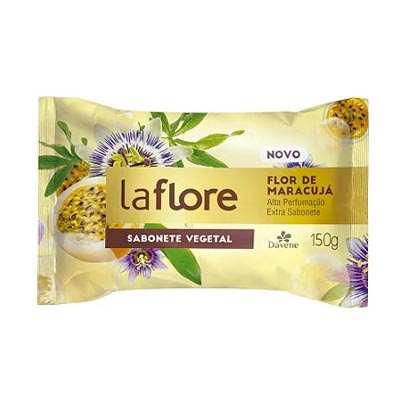 NOVO
FLOR DE
MARACUJÁ
Alta Perfumação
Extra Sabonete
laflore
SABONETE VEGETAL
Davene
150g